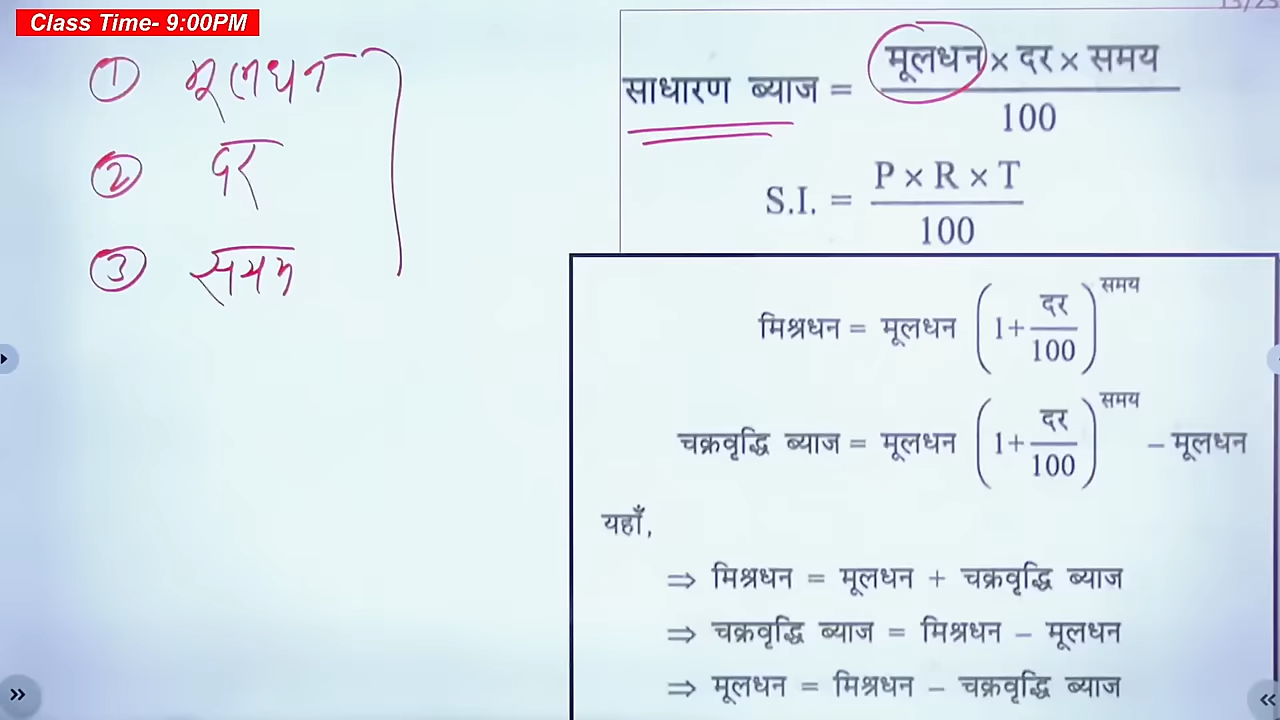 Class Time- 9:00PM
① मूलधन
② दर
③ समय
साधारण ब्याज = मूलधन × दर × समय / 100
S.I. = P × R × T / 100
मिश्रधन = मूलधन (1+ दर/100)^समय
चक्रवृद्धि ब्याज = मूलधन (1+ दर/100)^समय – मूलधन
यहाँ,
⇒ मिश्रधन = मूलधन + चक्रवृद्धि ब्याज
⇒ चक्रवृद्धि ब्याज = मिश्रधन – मूलधन
⇒ मूलधन = मिश्रधन – चक्रवृद्धि ब्याज